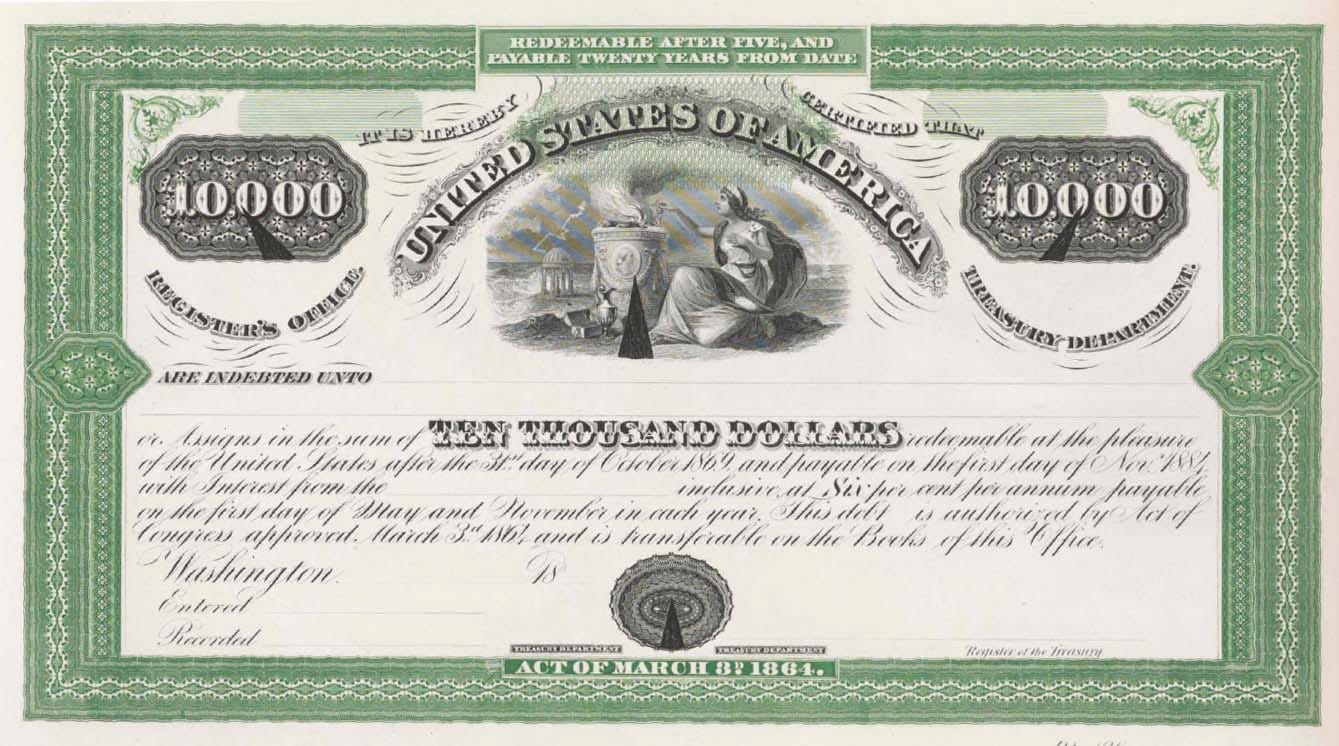 REDEEMABLE AFTER FIVE, AND
PAYABLE TWENTY YEARS FROM DATE
IT IS HEREBY CERTIFIED THAT
UNITED STATES OF AMERICA
10,000
10,000
REGISTER'S OFFICE.
TREASURY DEPARTMENT.
ARE INDEBTED UNTO
or Assigns in the sum of TEN THOUSAND DOLLARS redeemable at the pleasure
of the United States after the 31st day of October 1869, and payable on the first day of Novr. 1884,
with Interest from the inclusive, at Six per cent per annum payable
on the first day of May and November in each year. This debt is authorized by Act of
Congress approved March 3rd 1864 and is transferable on the Books of this Office.
Washington. 18
Entered
Recorded
TREASURY DEPARTMENT TREASURY DEPARTMENT
Register of the Treasury
ACT OF MARCH 3D 1864.